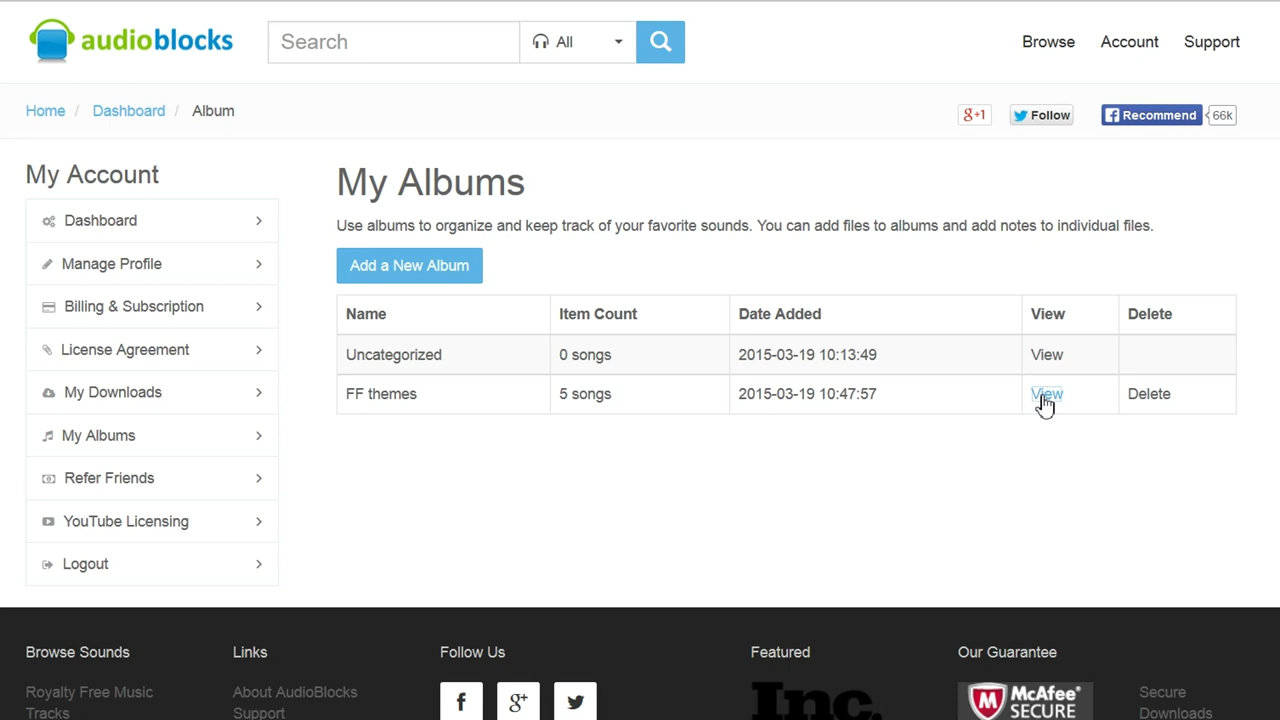 audioblocks
Search
All
Browse Account Support
Home / Dashboard / Album
g+1
Follow
Recommend
66k
My Account
Dashboard
Manage Profile
Billing & Subscription
License Agreement
My Downloads
My Albums
Refer Friends
YouTube Licensing
Logout
My Albums
Use albums to organize and keep track of your favorite sounds. You can add files to albums and add notes to individual files.
Add a New Album
Name Item Count Date Added View Delete
Uncategorized 0 songs 2015-03-19 10:13:49 View
FF themes 5 songs 2015-03-19 10:47:57 View Delete
Browse Sounds
Royalty Free Music
Tracks
Links
About AudioBlocks
Support
Follow Us
f g+
Featured
Inc.
Our Guarantee
McAfee
SECURE
Secure
Downloads